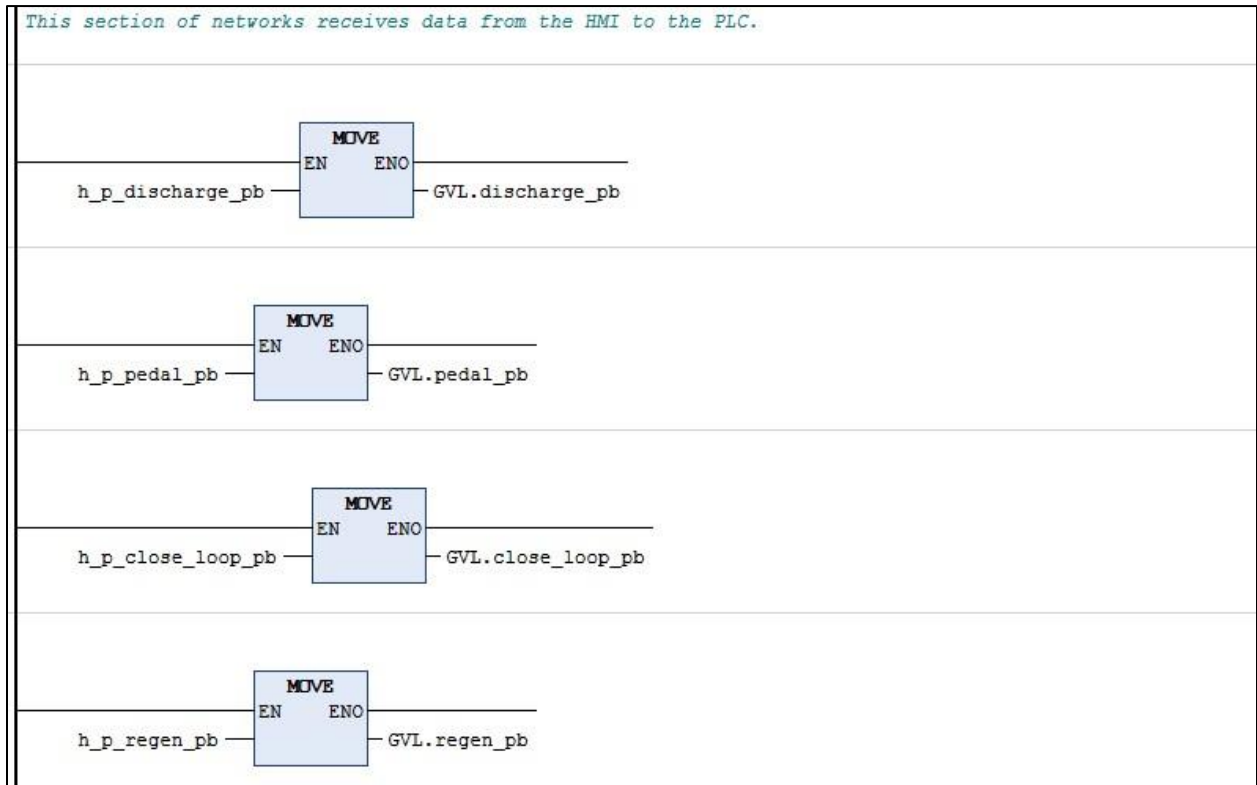 This section of networks receives data from the HMI to the PLC.
MOVE
EN ENO
h_p_discharge_pb GVL.discharge_pb
MOVE
EN ENO
h_p_pedal_pb GVL.pedal_pb
MOVE
EN ENO
h_p_close_loop_pb GVL.close_loop_pb
MOVE
EN ENO
h_p_regen_pb GVL.regen_pb